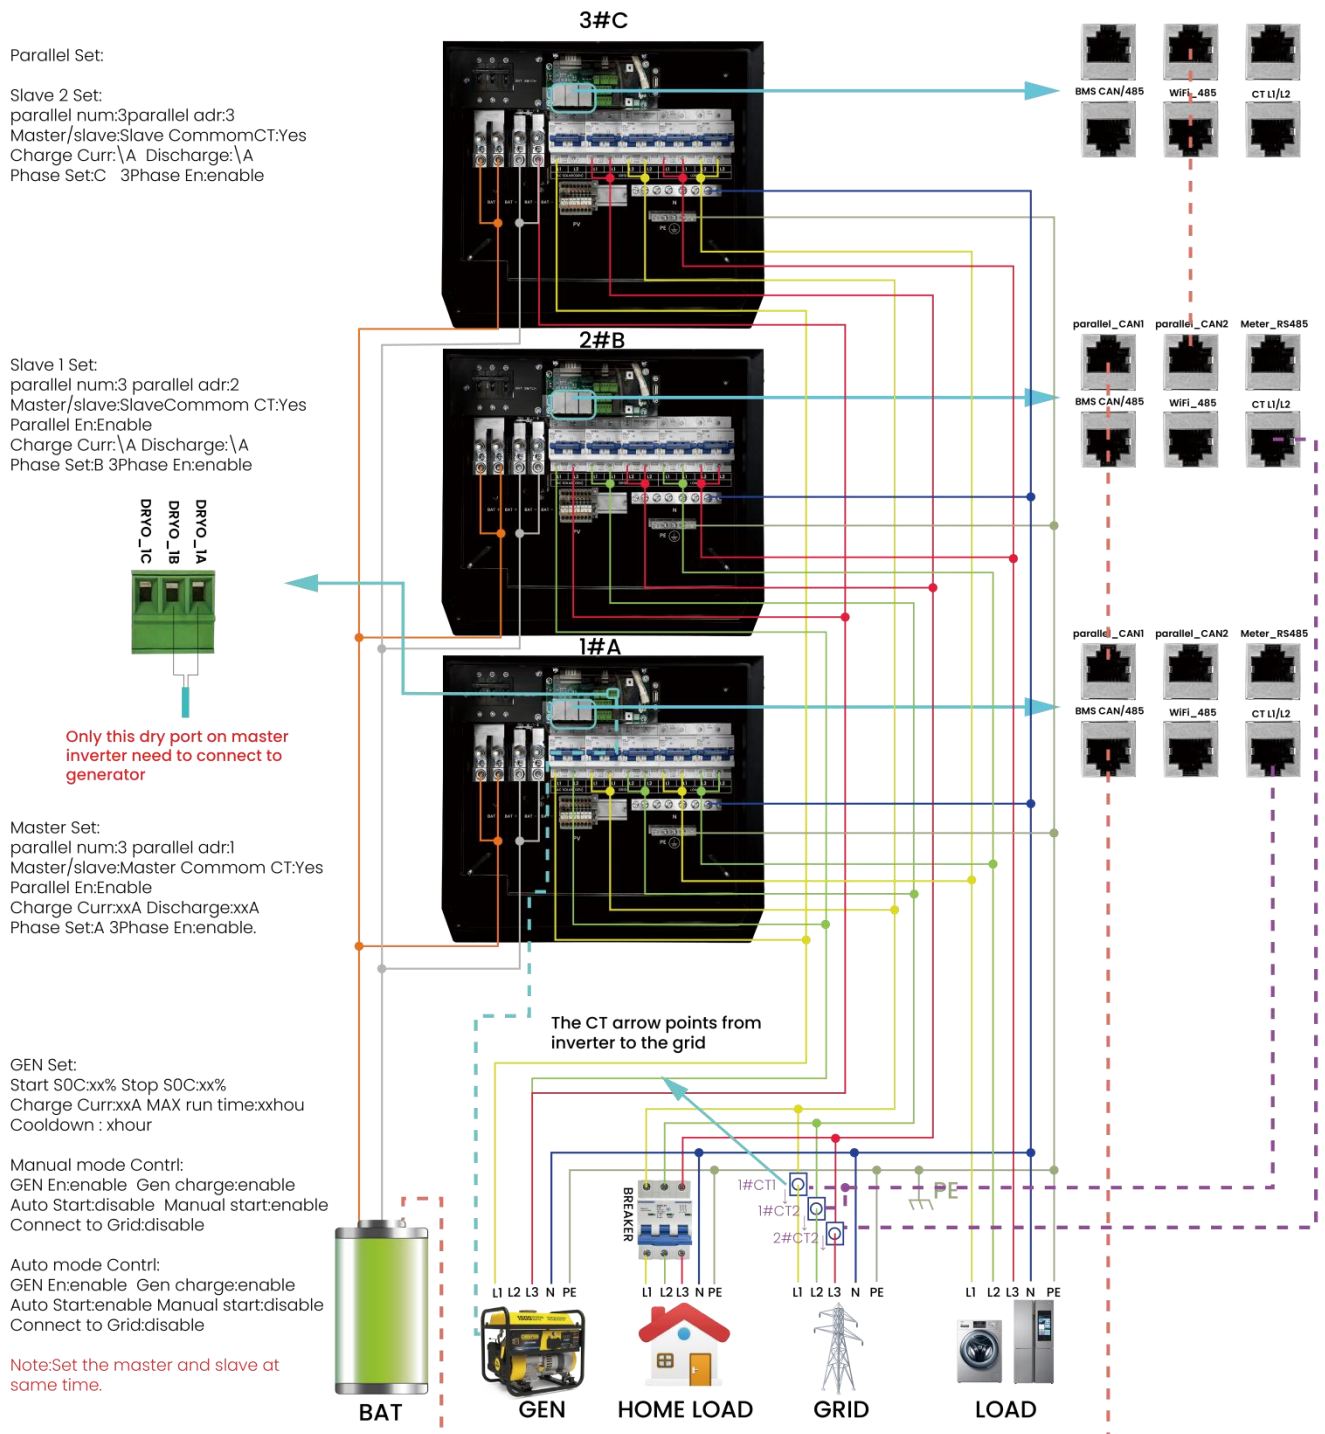 3#C
Parallel Set:
Slave 2 Set:
parallel num:3parallel adr:3
Master/slave:Slave CommomCT:Yes
Charge Curr:\A Discharge:\A
Phase Set:C 3Phase En:enable
BMS CAN/485
WiFi_485
CT L1/L2
N
PE
PV
2#B
parallel_CAN1
parallel_CAN2
Meter_RS485
BMS CAN/485
WiFi_485
CT L1/L2
Slave 1 Set:
parallel num:3 parallel adr:2
Master/slave:SlaveCommom CT:Yes
Parallel En:Enable
Charge Curr:\A Discharge:\A
Phase Set:B 3Phase En:enable
N
PE
PV
DRYO_1C
DRYO_1B
DRYO_1A
1#A
parallel_CAN1
parallel_CAN2
Meter_RS485
BMS CAN/485
WiFi_485
CT L1/L2
Only this dry port on master
inverter need to connect to
generator
N
PE
PV
Master Set:
parallel num:3 parallel adr:1
Master/slave:Master Commom CT:Yes
Parallel En:Enable
Charge Curr:xxA Discharge:xxA
Phase Set:A 3Phase En:enable.
The CT arrow points from
inverter to the grid
GEN Set:
Start S0C:xx% Stop S0C:xx%
Charge Curr:xxA MAX run time:xxhou
Cooldown : xhour
Manual mode Contrl:
GEN En:enable Gen charge:enable
Auto Start:disable Manual start:enable
Connect to Grid:disable
BREAKER
1#CT1
1#CT2
2#CT2
PE
Auto mode Contrl:
GEN En:enable Gen charge:enable
Auto Start:enable Manual start:disable
Connect to Grid:disable
L1 L2 L3 N PE
L1 L2 L3 N PE
L1 L2 L3 N PE
L1 L2 L3 N PE
Note:Set the master and slave at
same time.
BAT
GEN
HOME LOAD
GRID
LOAD